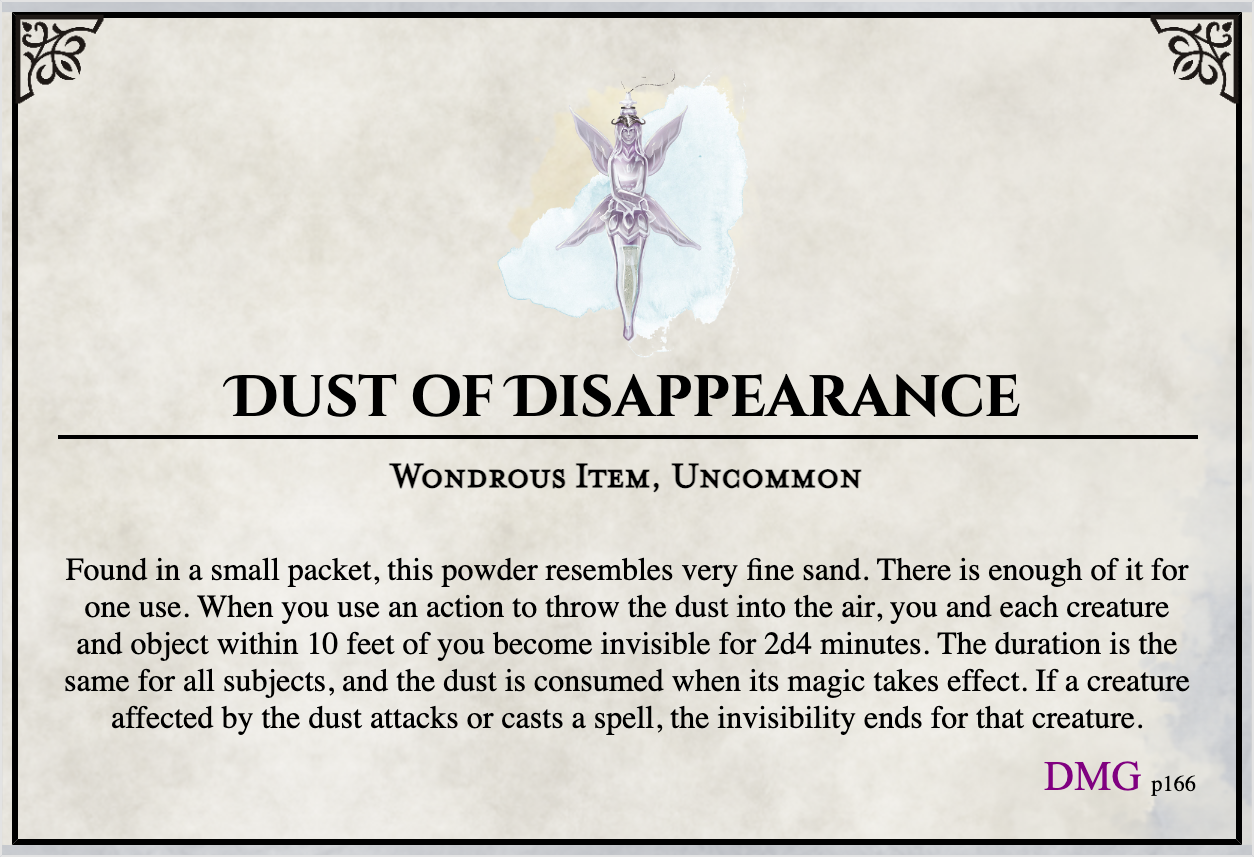 Dust of Disappearance
Wondrous Item, Uncommon
Found in a small packet, this powder resembles very fine sand. There is enough of it for
one use. When you use an action to throw the dust into the air, you and each creature
and object within 10 feet of you become invisible for 2d4 minutes. The duration is the
same for all subjects, and the dust is consumed when its magic takes effect. If a creature
affected by the dust attacks or casts a spell, the invisibility ends for that creature.
DMG p166